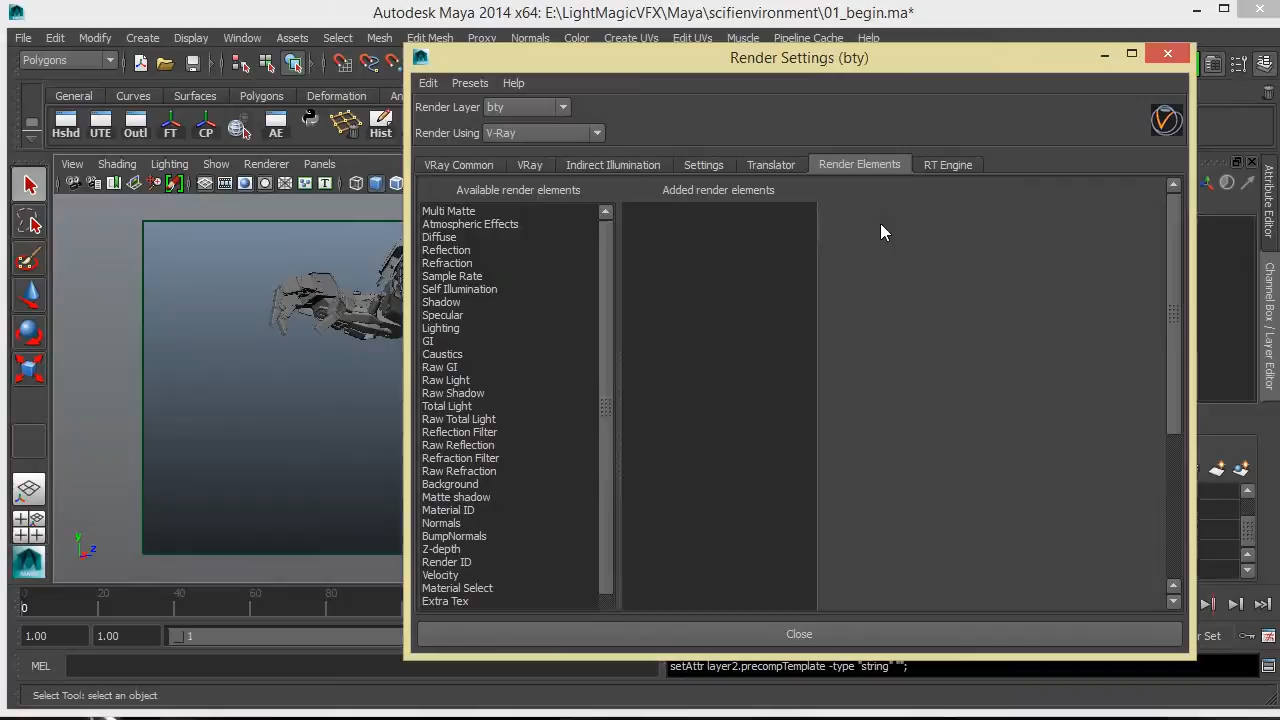 Autodesk Maya 2014 x64: E:\LightMagicVFX\Maya\scifienvironment\01_begin.ma*
File Edit Modify Create Display Window Assets Select Mesh Edit Mesh Proxy Normals Color Create UVs Edit UVs Muscle Pipeline Cache Help
Polygons
General Curves Surfaces Polygons Deformation An
Hshd UTE Outl FT CP AE Hist
View Shading Lighting Show Renderer Panels
Render Settings (bty)
Edit Presets Help
Render Layer bty
Render Using V-Ray
VRay Common VRay Indirect Illumination Settings Translator Render Elements RT Engine
Available render elements Added render elements
Multi Matte
Atmospheric Effects
Diffuse
Reflection
Refraction
Sample Rate
Self Illumination
Shadow
Specular
Lighting
GI
Caustics
Raw GI
Raw Light
Raw Shadow
Total Light
Raw Total Light
Reflection Filter
Raw Reflection
Refraction Filter
Raw Refraction
Background
Matte shadow
Material ID
Normals
BumpNormals
Z-depth
Render ID
Velocity
Material Select
Extra Tex
Close
Attribute Editor
Channel Box / Layer Editor
y
z
0 20 40 60 80
0
1.00 1.00 1
r Set
MEL
setAttr layer2.precompTemplate -type "string" "";
Select Tool: select an object